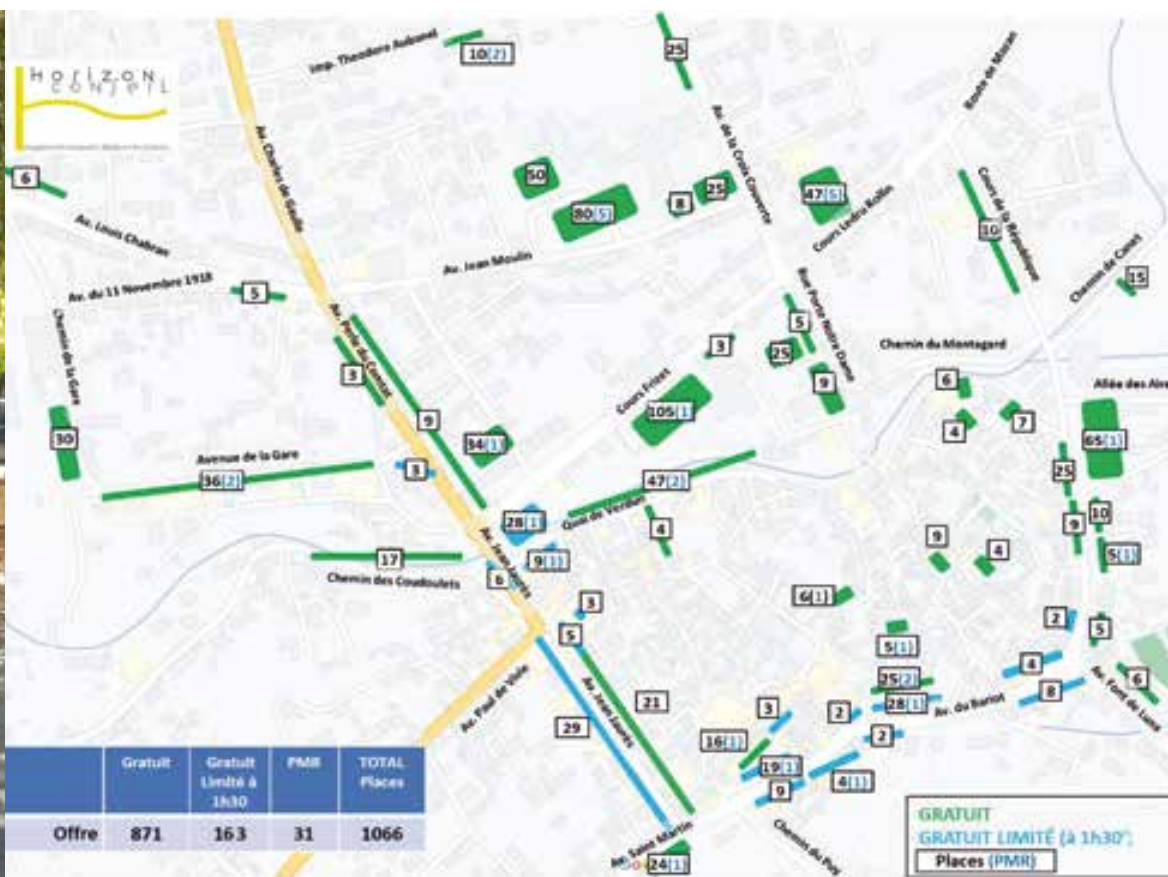 HORIZON
CONSEIL
Imp. Theodore Aubanel
10(2)
25
Route de Moran
Av. Charles de Gaulle
Av. de la Croix Couverte
6
50
80(5)
8
25
47(5)
Cours Ledru Rollin
Cours de la République
10
Av. Louis Chabran
Av. Jean Moulin
Chemin de Canet
15
Av. du 11 Novembre 1918
5
Chemin de la Gare
Av. Perle du Comtat
3
Rue Porte Notre Dame
5
25
9
3
Chemin du Montagard
6
4
7
Allée des Aires
65(1)
Cours Frizet
105(1)
9
34(1)
30
Avenue de la Gare
36(2)
3
47(2)
25
Quai de Verdun
28(1)
4
9
10
Av. Jean Jaurès
9(1)
9
4
5(1)
17
Chemin des Coudoulets
6
6(1)
3
5
5(1)
2
5
4
6
25(2)
Av. Paul de Vivie
Av. Jean Jaurès
21
29
3
2
28(1)
Av. du Bariot
8
Av. Font de Luna
16(1)
2
19(1)
4(1)
9
Gratuit
Gratuit Limité à 1h30
PMR
TOTAL Places
Offre 871 163 31 1066
Av. Saint Martin
Chemin du Puy
24(1)
GRATUIT
GRATUIT LIMITÉ (à 1h30)
Places (PMR)